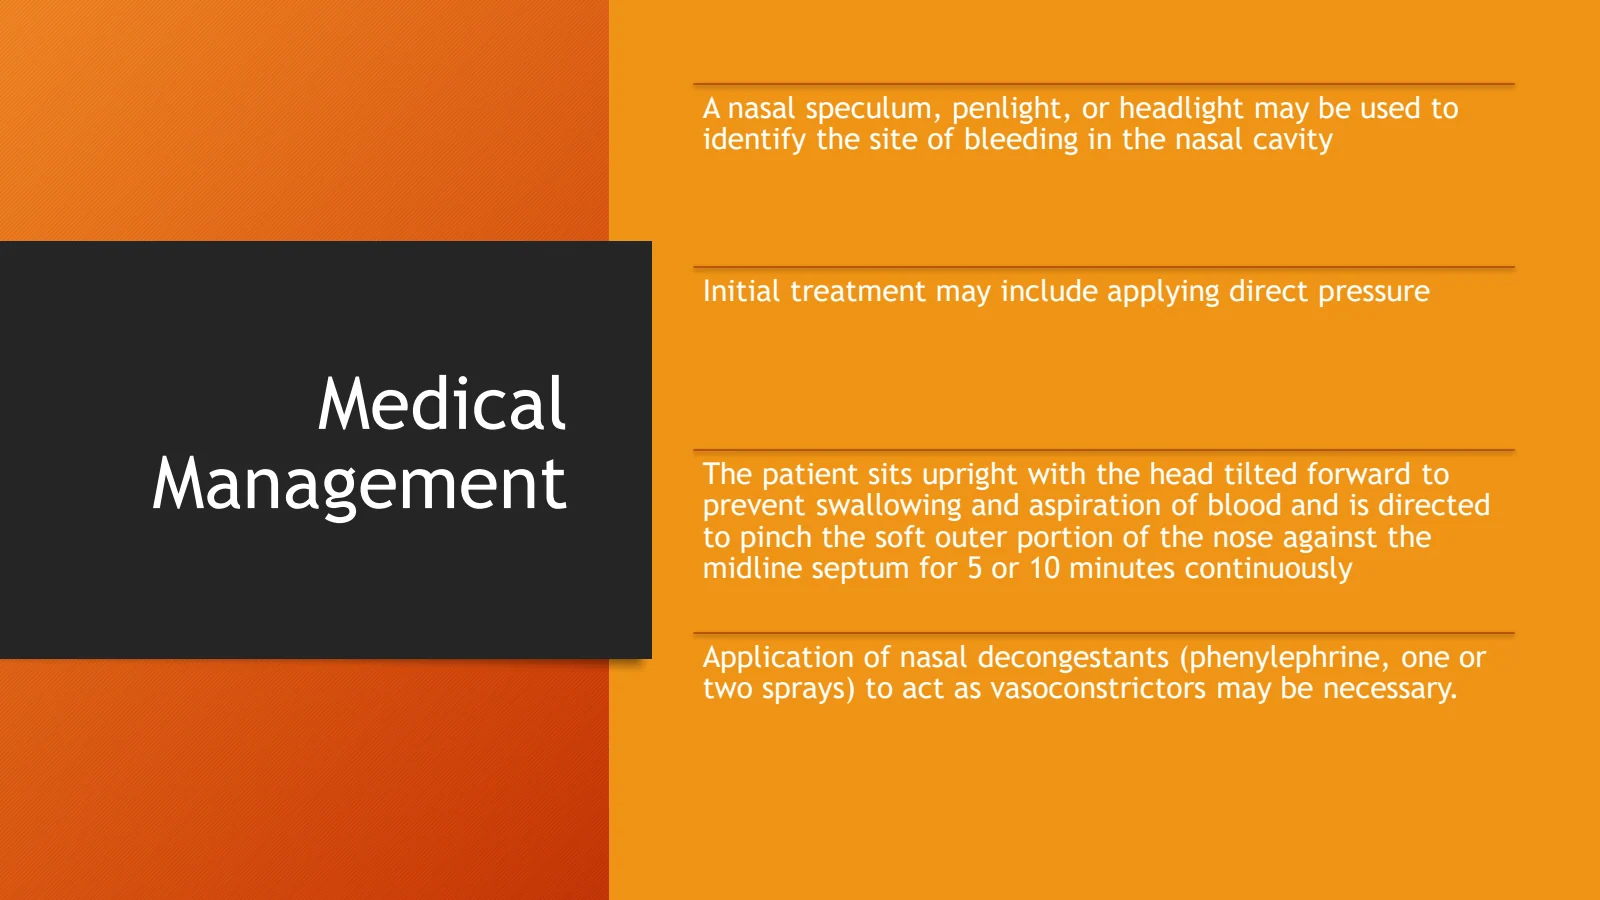 Medical
Management
A nasal speculum, penlight, or headlight may be used to
identify the site of bleeding in the nasal cavity
Initial treatment may include applying direct pressure
The patient sits upright with the head tilted forward to
prevent swallowing and aspiration of blood and is directed
to pinch the soft outer portion of the nose against the
midline septum for 5 or 10 minutes continuously
Application of nasal decongestants (phenylephrine, one or
two sprays) to act as vasoconstrictors may be necessary.